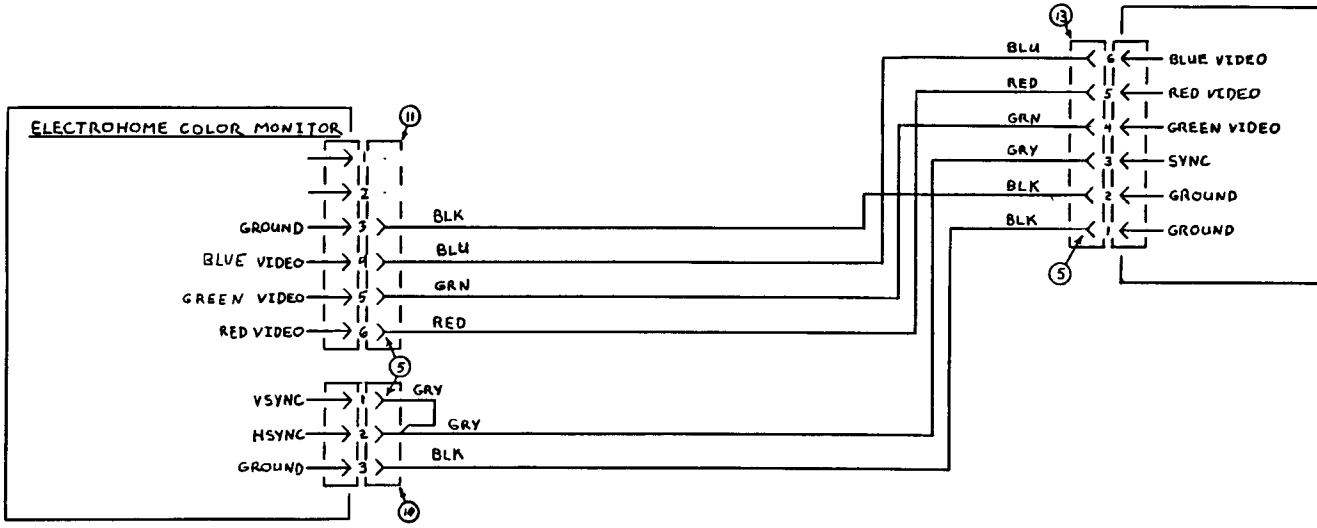 ELECTROHOME COLOR MONITOR
11
1
2
GROUND 3 BLK
BLUE VIDEO 4 BLU
GREEN VIDEO 5 GRN
RED VIDEO 6 RED
5
VSYNC 1 GRY
HSYNC 2 GRY
GROUND 3 BLK
13
BLU 6 BLUE VIDEO
RED 5 RED VIDEO
GRN 4 GREEN VIDEO
GRY 3 SYNC
BLK 2 GROUND
BLK 1 GROUND
5